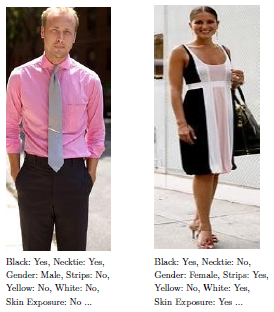 Black: Yes, Necktie: Yes,
Gender: Male, Strips: No,
Yellow: No, White: No,
Skin Exposure: No ...
Black: Yes, Necktie: No,
Gender: Female, Strips: Yes,
Yellow: No, White: Yes,
Skin Exposure: Yes ...